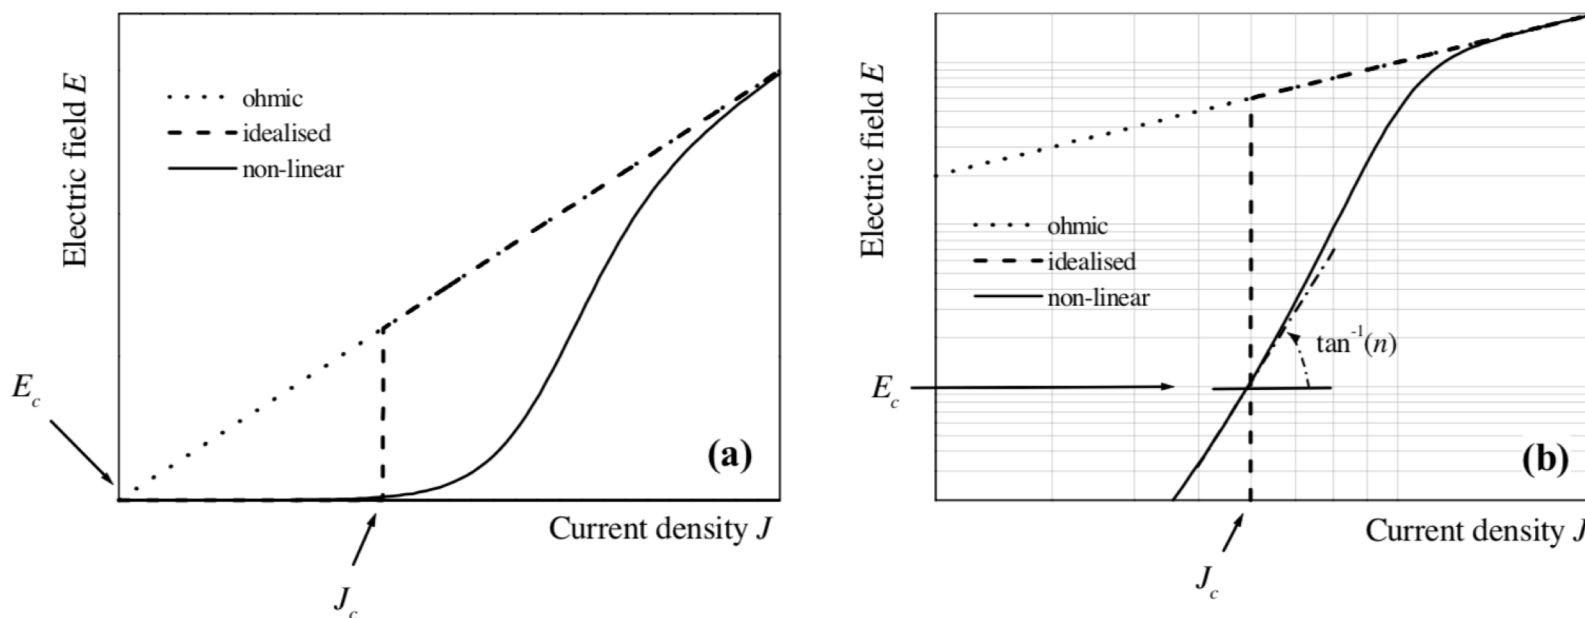 Electric field E
ohmic
idealised
non-linear
E_c
(a)
Current density J
J_c
Electric field E
ohmic
idealised
non-linear
tan⁻¹(n)
E_c
(b)
Current density J
J_c